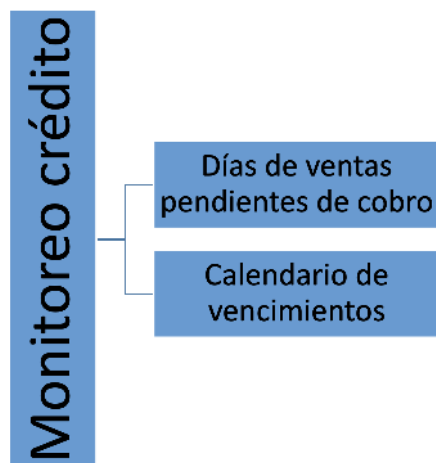 Monitoreo crédito
Días de ventas
pendientes de cobro
Calendario de
vencimientos